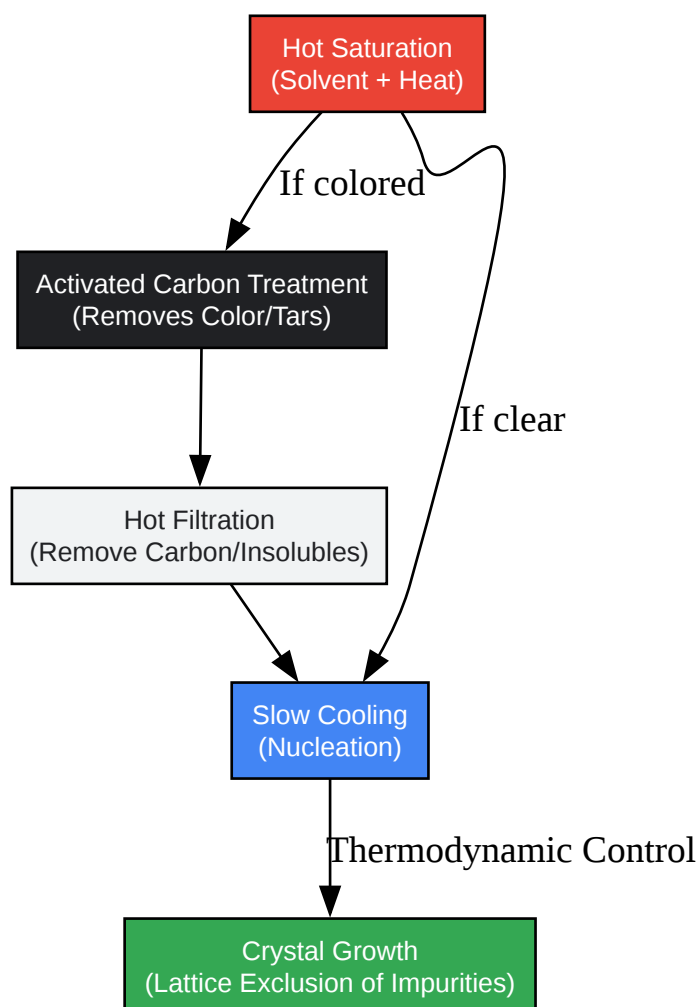 Hot Saturation
(Solvent + Heat)
If colored
Activated Carbon Treatment
(Removes Color/Tars)
If clear
Hot Filtration
(Remove Carbon/Insolubles)
Slow Cooling
(Nucleation)
Thermodynamic Control
Crystal Growth
(Lattice Exclusion of Impurities)